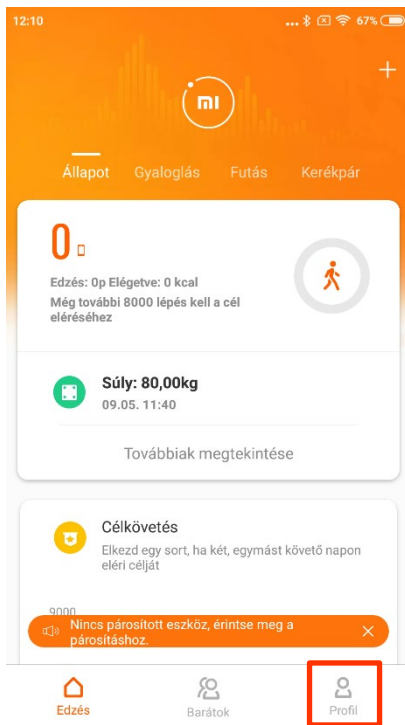 12:10
67%
Állapot Gyaloglás Futás Kerékpár
0
Edzés: 0p Elégetve: 0 kcal
Még további 8000 lépés kell a cél
eléréséhez
Súly: 80,00kg
09.05. 11:40
Továbbiak megtekintése
Célkövetés
Elkezd egy sort, ha két, egymást követő napon
eléri célját
9000
Nincs párosított eszköz, érintse meg a
párosításhoz.
Edzés Barátok Profil